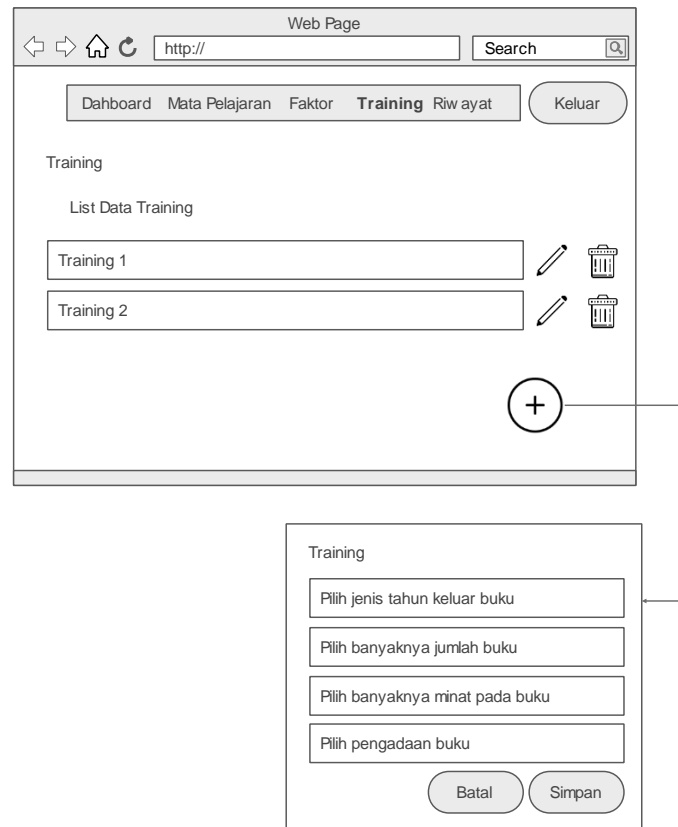 Web Page
http://
Search
Dahboard Mata Pelajaran Faktor Training Riwayat Keluar
Training
List Data Training
Training 1
Training 2
Training
Pilih jenis tahun keluar buku
Pilih banyaknya jumlah buku
Pilih banyaknya minat pada buku
Pilih pengadaan buku
Batal Simpan